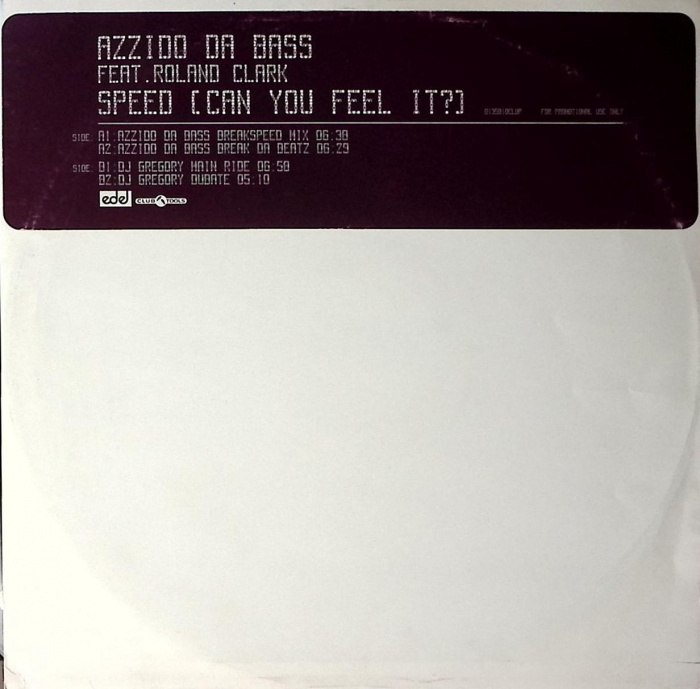 AZZIDO DA BASS
FEAT.ROLAND CLARK
SPEED [CAN YOU FEEL IT?]
FOR PROMOTIONAL USE ONLY
SIDE: A1:AZZIDO DA BASS BREAKSPEED MIX 06:30
A2:AZZIDO DA BASS BREAK DA BEATZ 06:29
SIDE: B1:DJ GREGORY MAIN RIDE 06:50
B2:DJ GREGORY DUBATE 05:10
edel CLUB TOOLS